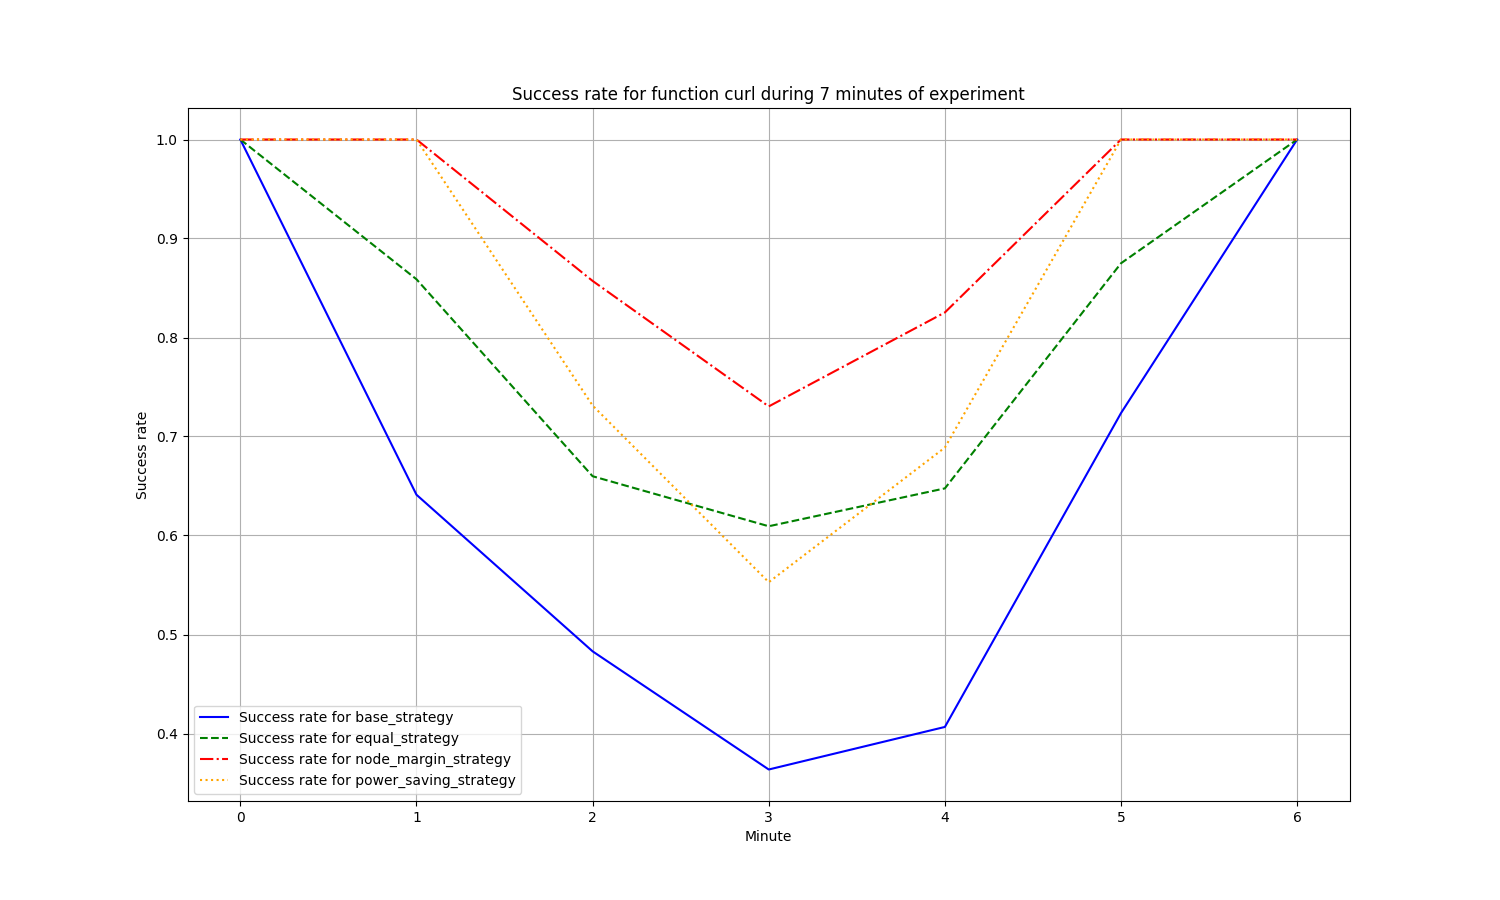 Success rate for function curl during 7 minutes of experiment
1.0
0.9
0.8
0.7
0.6
0.5
0.4
Success rate
Success rate for base_strategy
Success rate for equal_strategy
Success rate for node_margin_strategy
Success rate for power_saving_strategy
0 1 2 3 4 5 6
Minute